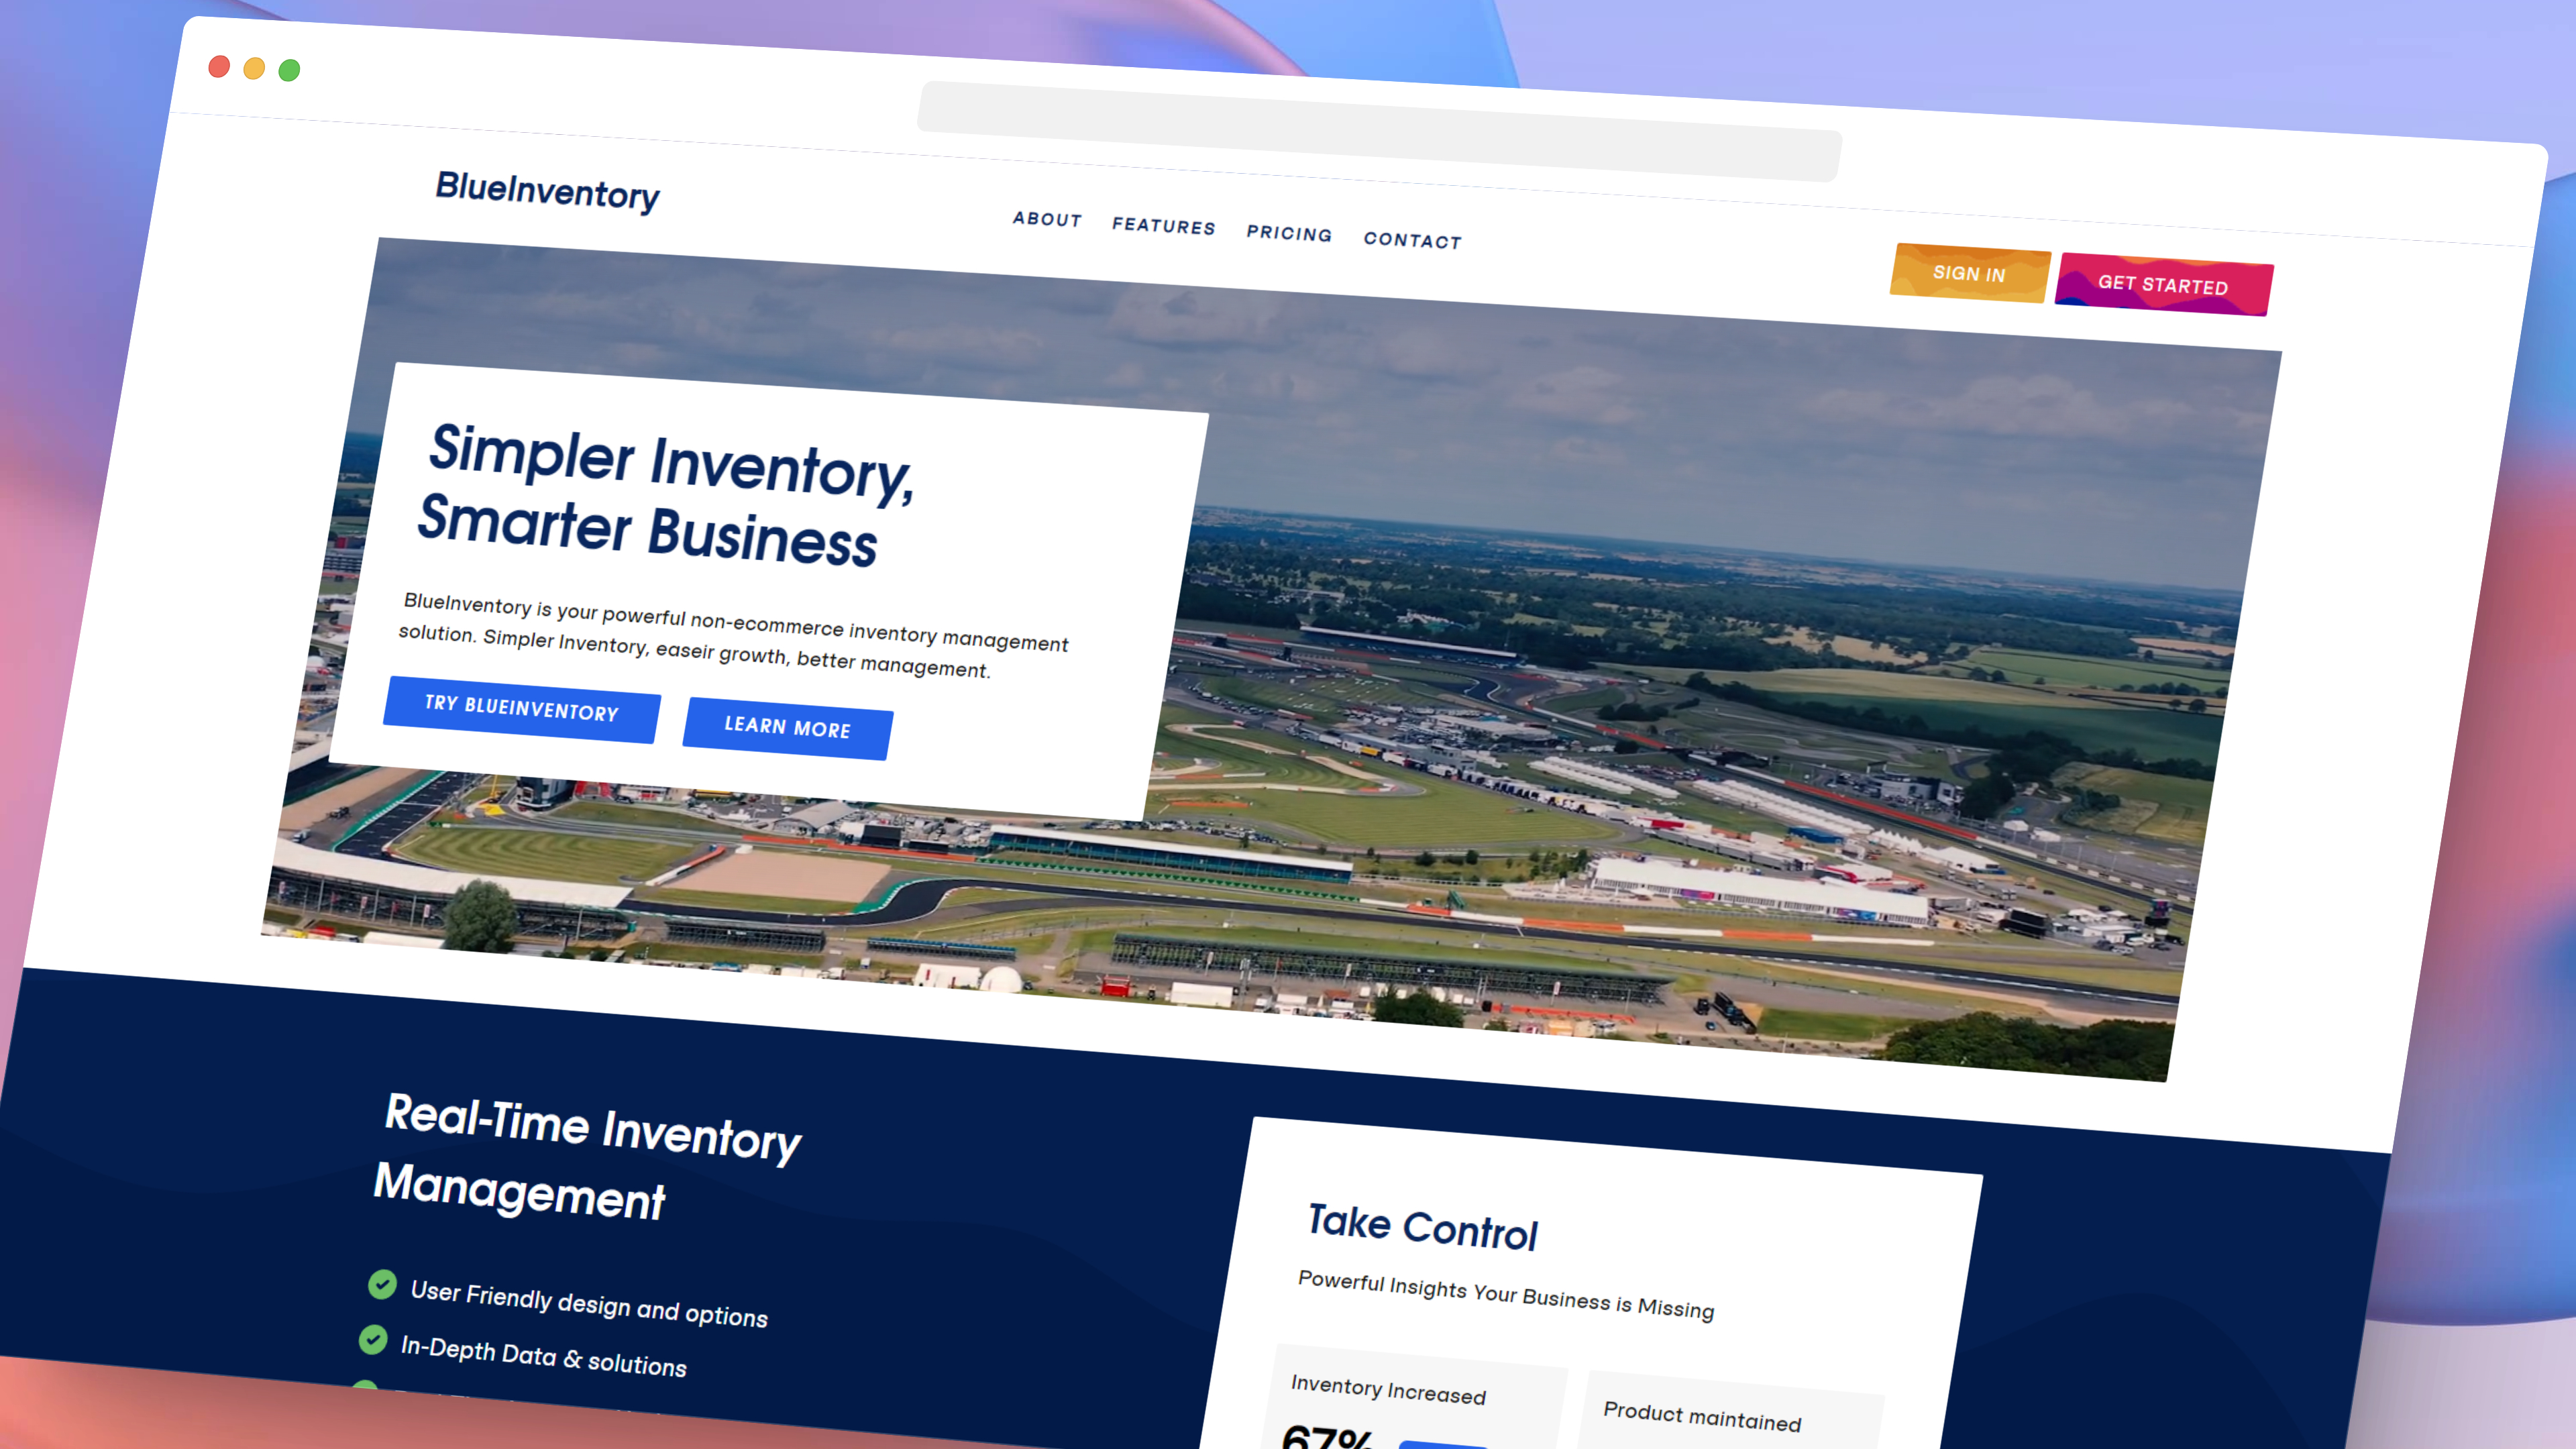 BlueInventory
ABOUT FEATURES PRICING CONTACT
SIGN IN GET STARTED
Simpler Inventory,
Smarter Business
BlueInventory is your powerful non-ecommerce inventory management
solution. Simpler Inventory, easeir growth, better management.
TRY BLUEINVENTORY LEARN MORE
Real-Time Inventory
Management
User Friendly design and options
In-Depth Data & solutions
Take Control
Powerful Insights Your Business is Missing
Inventory Increased
67%
Product maintained